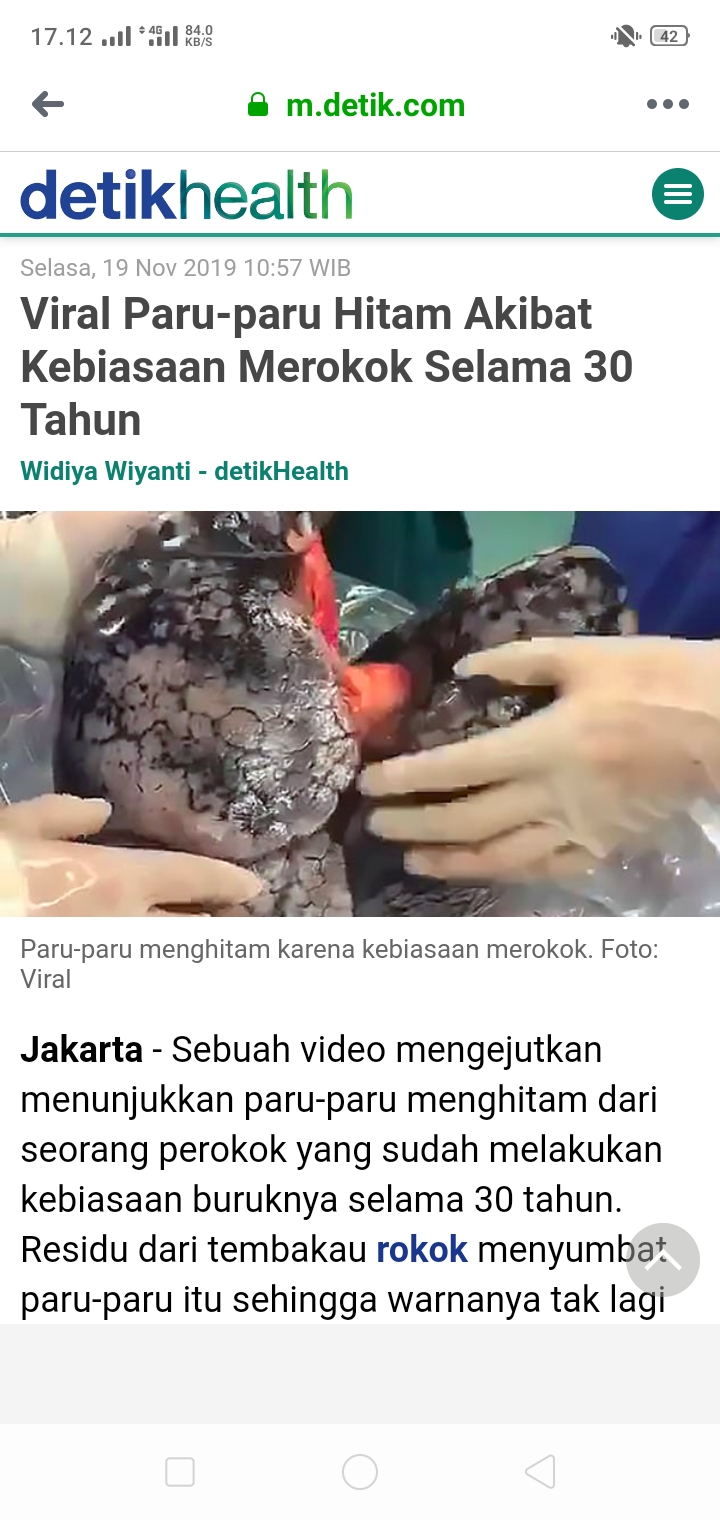 17.12 4G 84.0 KB/S 42
m.detik.com
detikhealth
Selasa, 19 Nov 2019 10:57 WIB
Viral Paru-paru Hitam Akibat
Kebiasaan Merokok Selama 30
Tahun
Widiya Wiyanti - detikHealth
Paru-paru menghitam karena kebiasaan merokok. Foto:
Viral
Jakarta - Sebuah video mengejutkan
menunjukkan paru-paru menghitam dari
seorang perokok yang sudah melakukan
kebiasaan buruknya selama 30 tahun.
Residu dari tembakau rokok menyumbat
paru-paru itu sehingga warnanya tak lagi